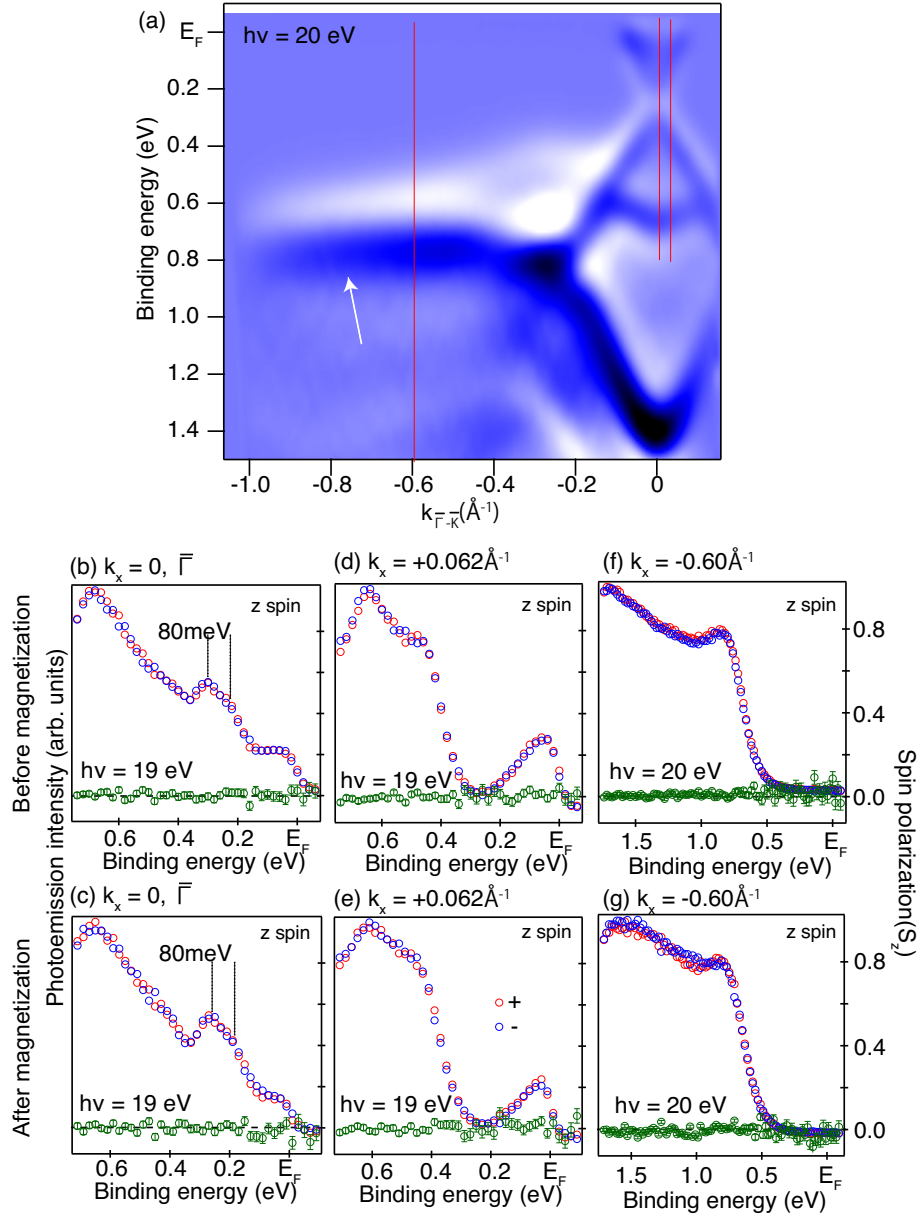 (a)
hν = 20 eV
E_F
0.2
0.4
0.6
0.8
1.0
1.2
1.4
Binding energy (eV)
-1.0 -0.8 -0.6 -0.4 -0.2 0
k_Γ̅-K̅(Å⁻¹)
Before magnetization
After magnetization
Photoemission intensity (arb. units)
Spin polarization(S_z)
(b) k_x = 0, Γ̅
z spin
80meV
hν = 19 eV
0.6 0.4 0.2 E_F
Binding energy (eV)
(d) k_x = +0.062Å⁻¹
z spin
hν = 19 eV
0.6 0.4 0.2 E_F
Binding energy (eV)
(f) k_x = -0.60Å⁻¹
z spin
hν = 20 eV
0.8
0.4
0.0
1.5 1.0 0.5 E_F
Binding energy (eV)
(c) k_x = 0, Γ̅
z spin
80meV
hν = 19 eV
0.6 0.4 0.2 E_F
Binding energy (eV)
(e) k_x = +0.062Å⁻¹
z spin
+
-
hν = 19 eV
0.6 0.4 0.2 E_F
Binding energy (eV)
(g) k_x = -0.60Å⁻¹
z spin
hν = 20 eV
0.8
0.4
0.0
1.5 1.0 0.5 E_F
Binding energy (eV)